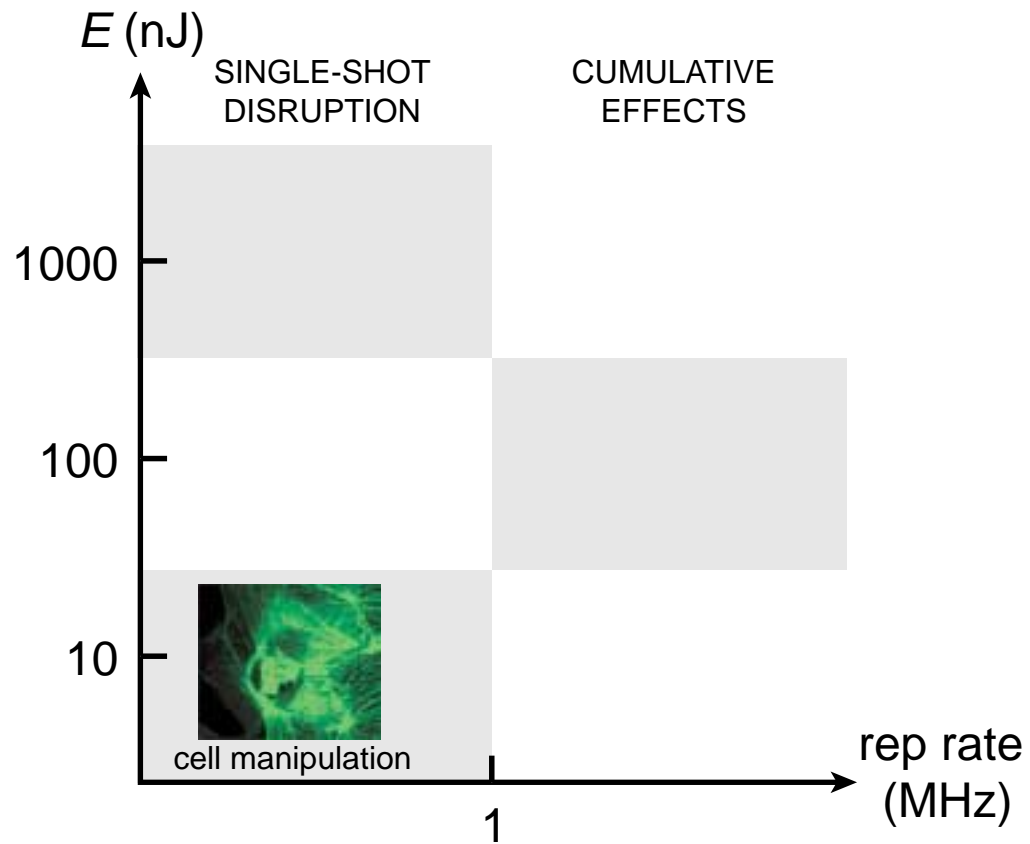 E (nJ)
SINGLE-SHOT
DISRUPTION
CUMULATIVE
EFFECTS
1000
100
10
cell manipulation
rep rate
(MHz)
1